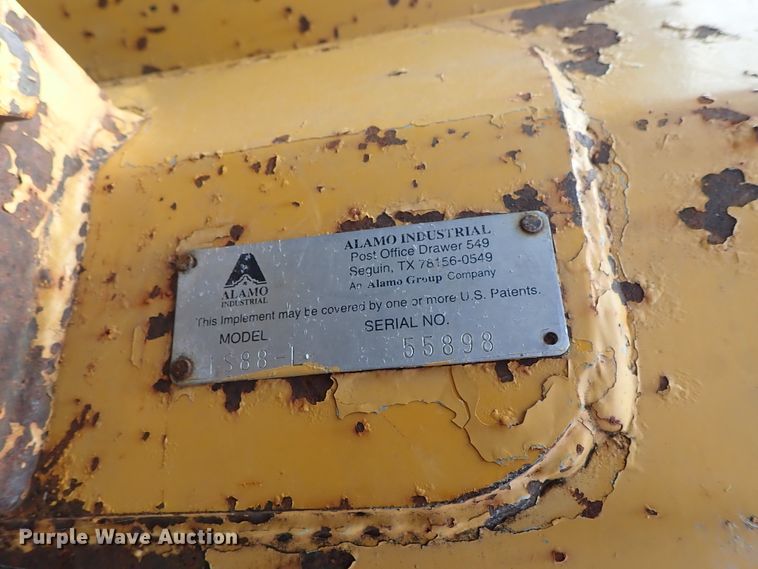 ALAMO INDUSTRIAL
Post Office Drawer 549
Seguin, TX 78156-0549
An Alamo Group Company
ALAMO
INDUSTRIAL
This Implement may be covered by one or more U.S. Patents.
MODEL SERIAL NO.
IS88-L 55898
Purple Wave Auction